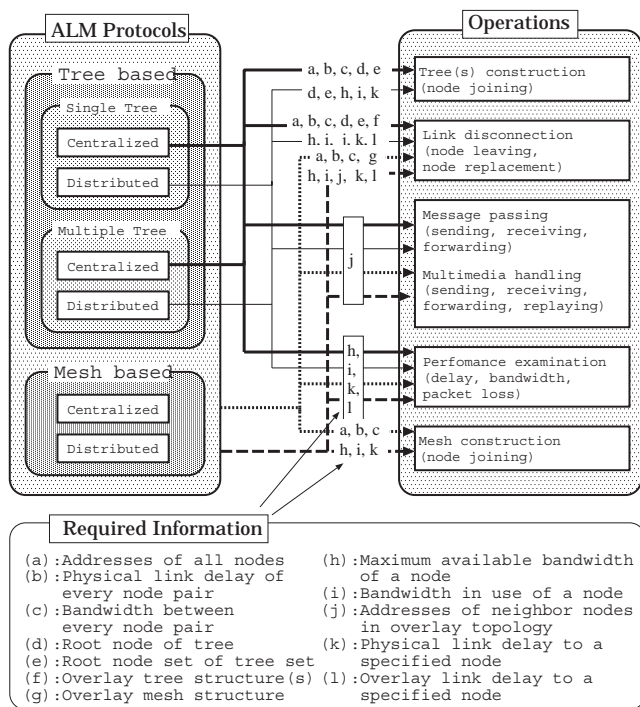 ALM Protocols
Tree based
Single Tree
Centralized
Distributed
Multiple Tree
Centralized
Distributed
Mesh based
Centralized
Distributed
a, b, c, d, e
d, e, h, i, k
a, b, c, d, e, f
h. i. i. k. l
a, b, c, g
h, i, j, k, l
j
h,
i,
k,
l
a, b, c
h, i, k
Operations
Tree(s) construction
(node joining)
Link disconnection
(node leaving,
node replacement)
Message passing
(sending, receiving,
forwarding)
Multimedia handling
(sending, receiving,
forwarding, replaying)
Perfomance examination
(delay, bandwidth,
packet loss)
Mesh construction
(node joining)
Required Information
(a):Addresses of all nodes
(b):Physical link delay of
every node pair
(c):Bandwidth between
every node pair
(d):Root node of tree
(e):Root node set of tree set
(f):Overlay tree structure(s)
(g):Overlay mesh structure
(h):Maximum available bandwidth
of a node
(i):Bandwidth in use of a node
(j):Addresses of neighbor nodes
in overlay topology
(k):Physical link delay to a
specified node
(l):Overlay link delay to a
specified node